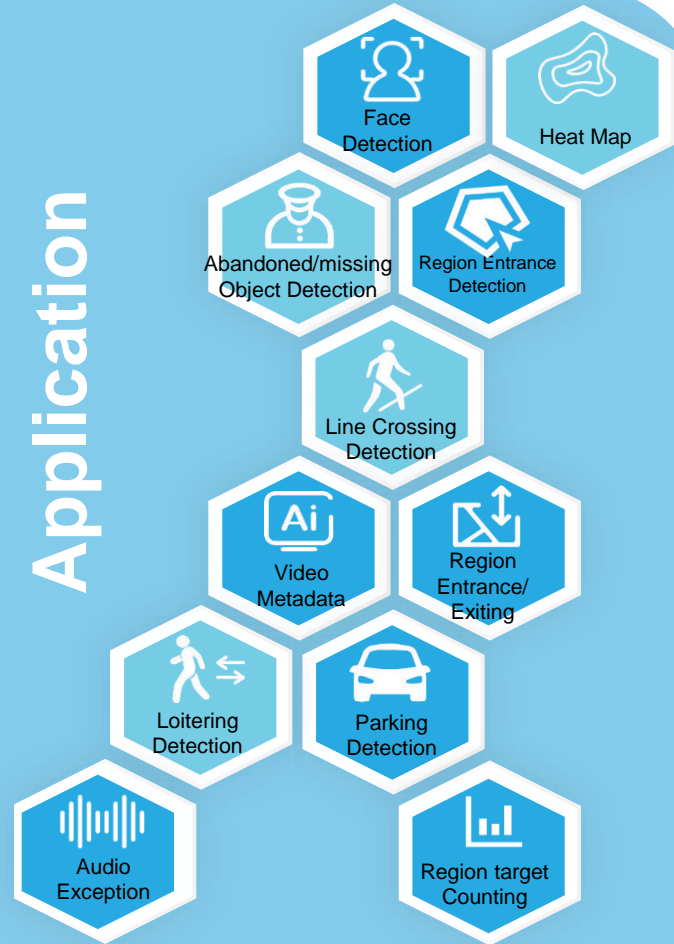 Application
Face
Detection
Heat Map
Abandoned/missing
Object Detection
Region Entrance
Detection
Line Crossing
Detection
Ai
Video
Metadata
Region
Entrance/
Exiting
Loitering
Detection
Parking
Detection
Audio
Exception
Region target
Counting